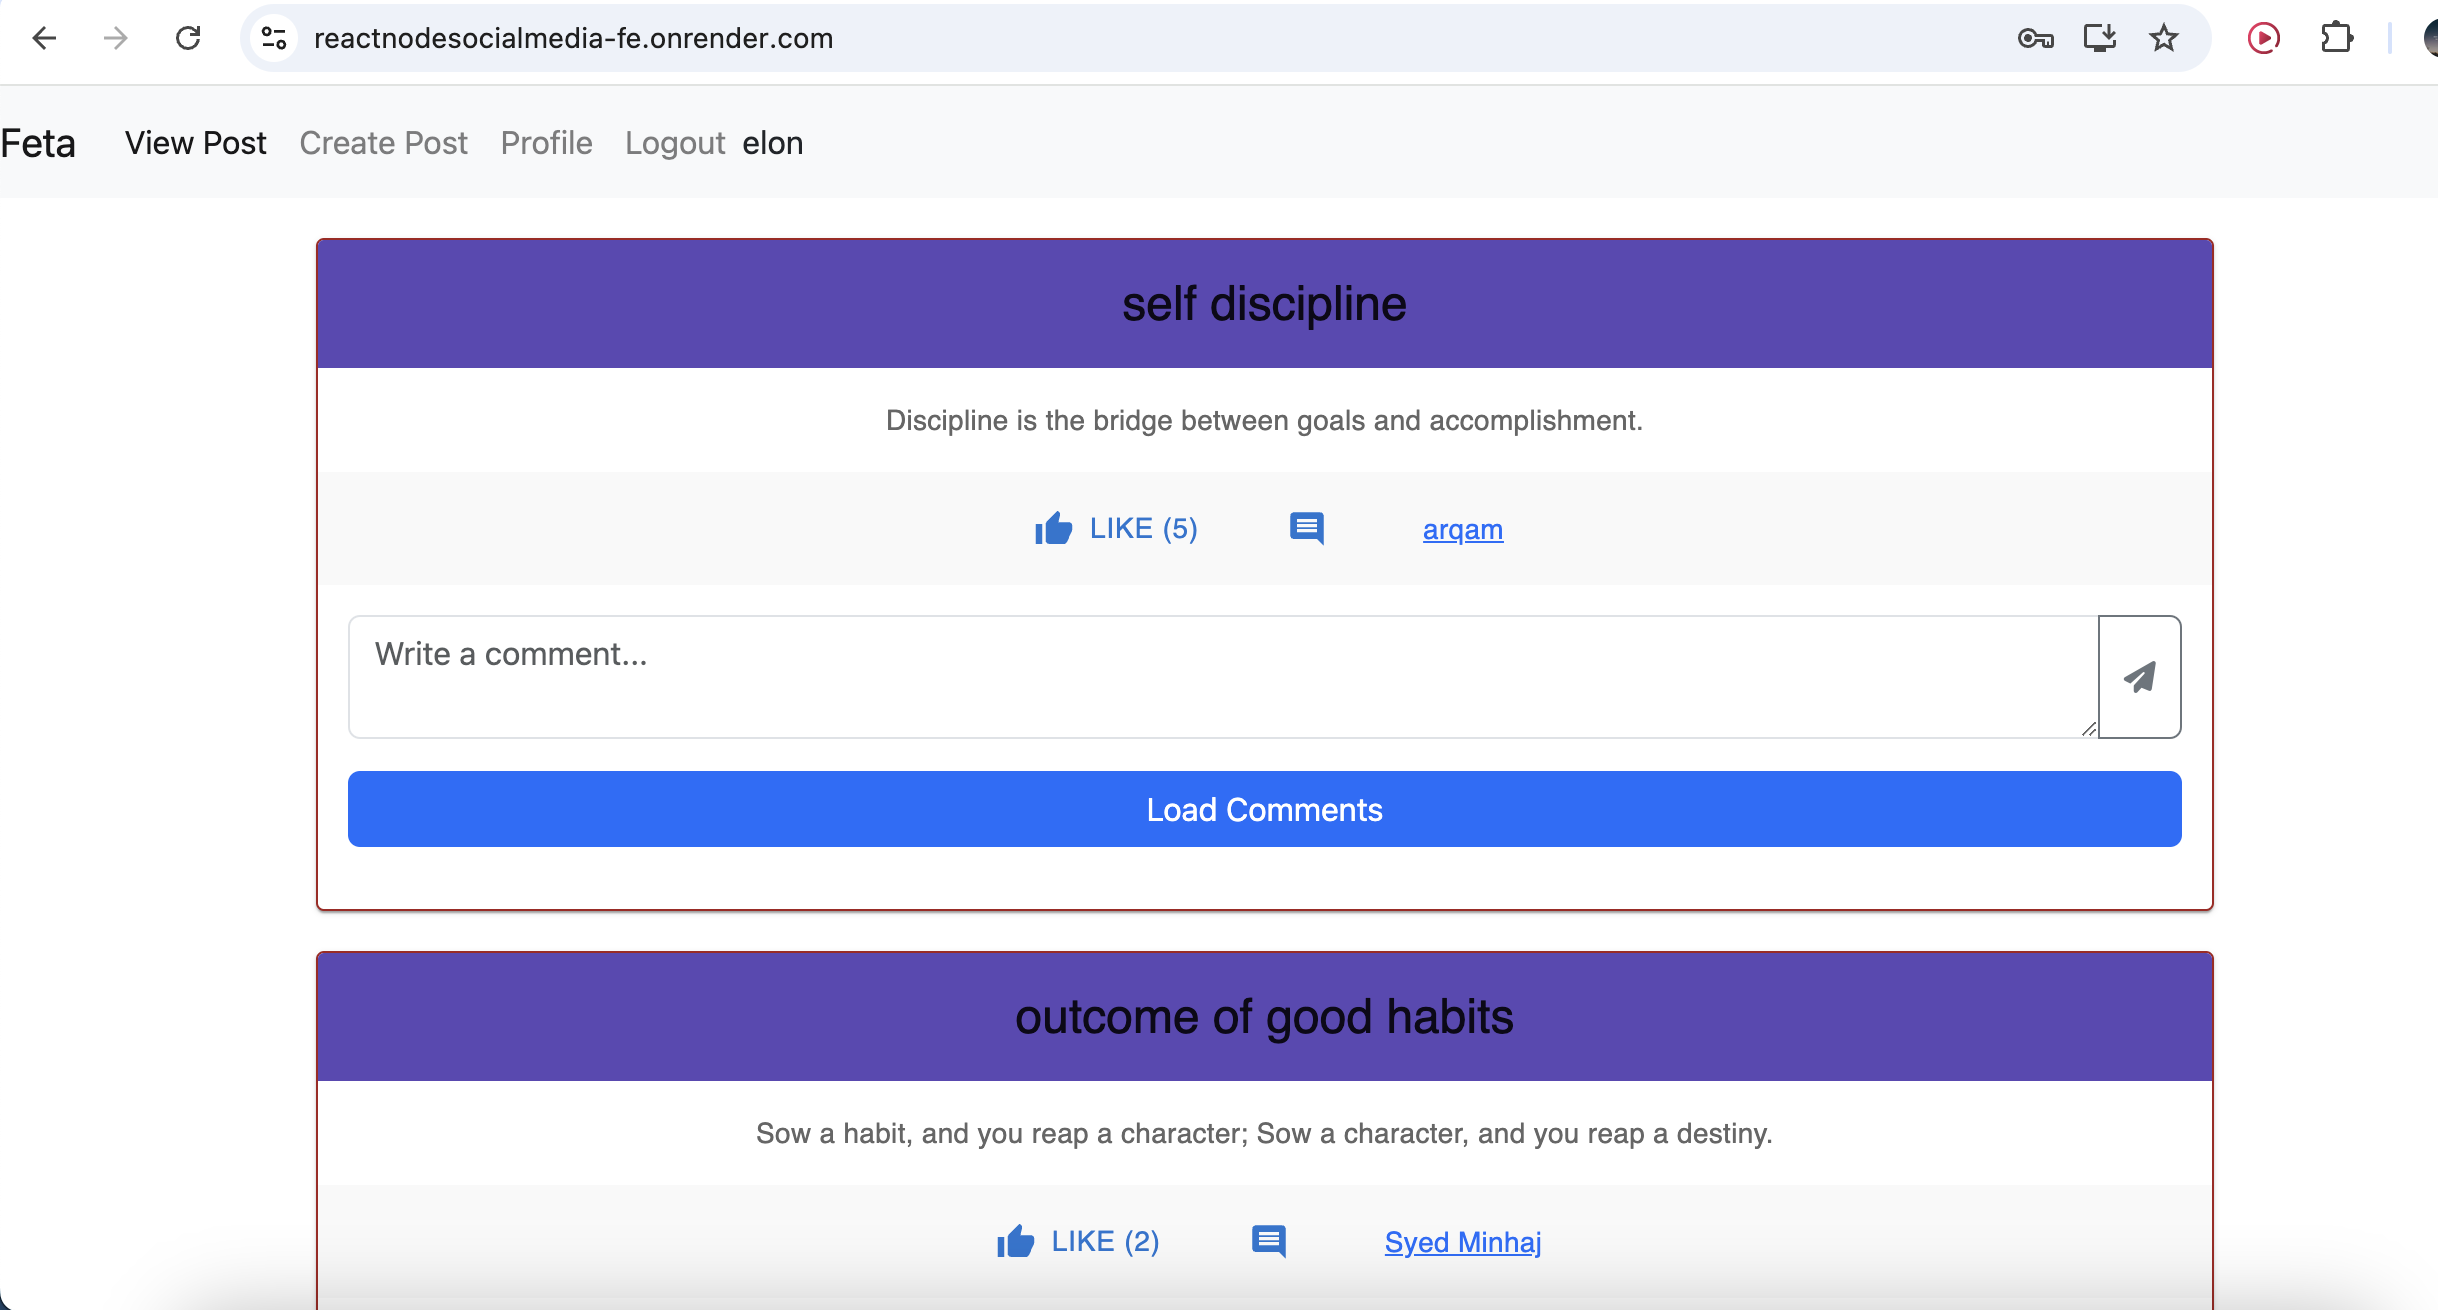 reactnodesocialmedia-fe.onrender.com
Feta View Post Create Post Profile Logout elon
self discipline
Discipline is the bridge between goals and accomplishment.
LIKE (5) arqam
Write a comment...
Load Comments
outcome of good habits
Sow a habit, and you reap a character; Sow a character, and you reap a destiny.
LIKE (2) Syed Minhaj